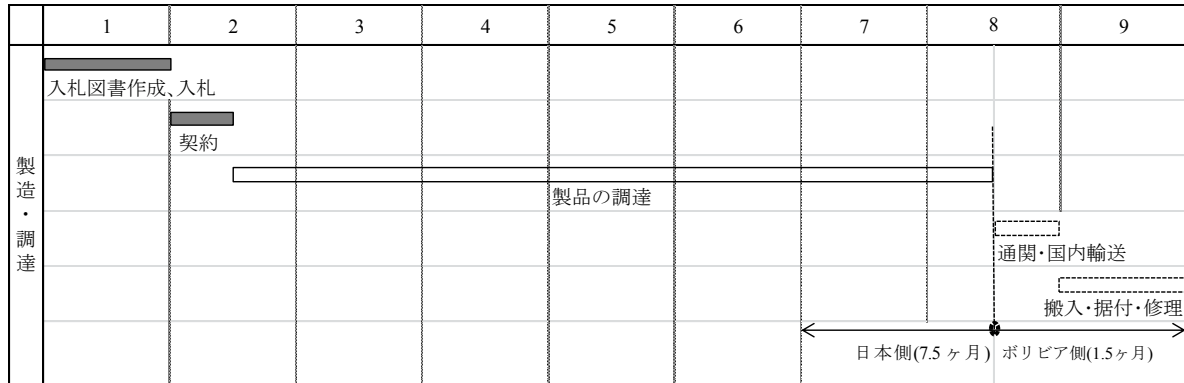 1 2 3 4 5 6 7 8 9
製造・調達
入札図書作成、入札
契約
製品の調達
通関・国内輸送
搬入・据付・修理
日本側(7.5 ヶ月) ボリビア側(1.5ヶ月)